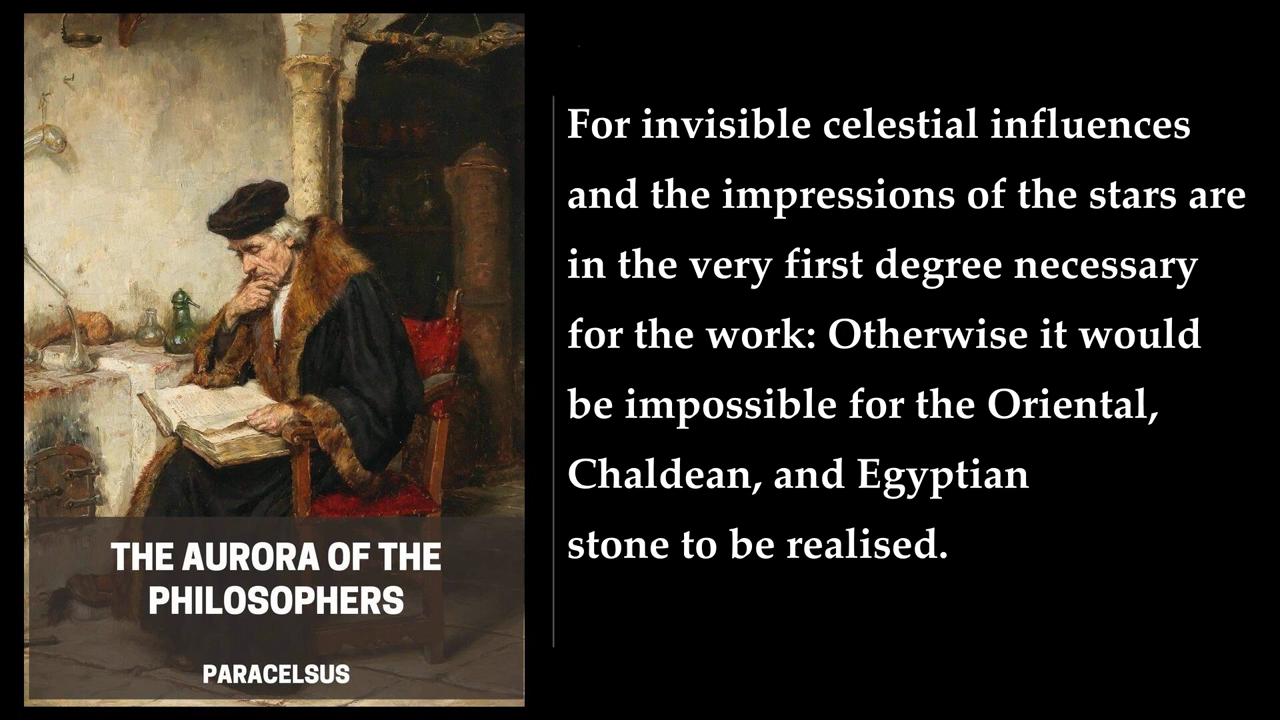 THE AURORA OF THE
PHILOSOPHERS
PARACELSUS
For invisible celestial influences
and the impressions of the stars are
in the very first degree necessary
for the work: Otherwise it would
be impossible for the Oriental,
Chaldean, and Egyptian
stone to be realised.